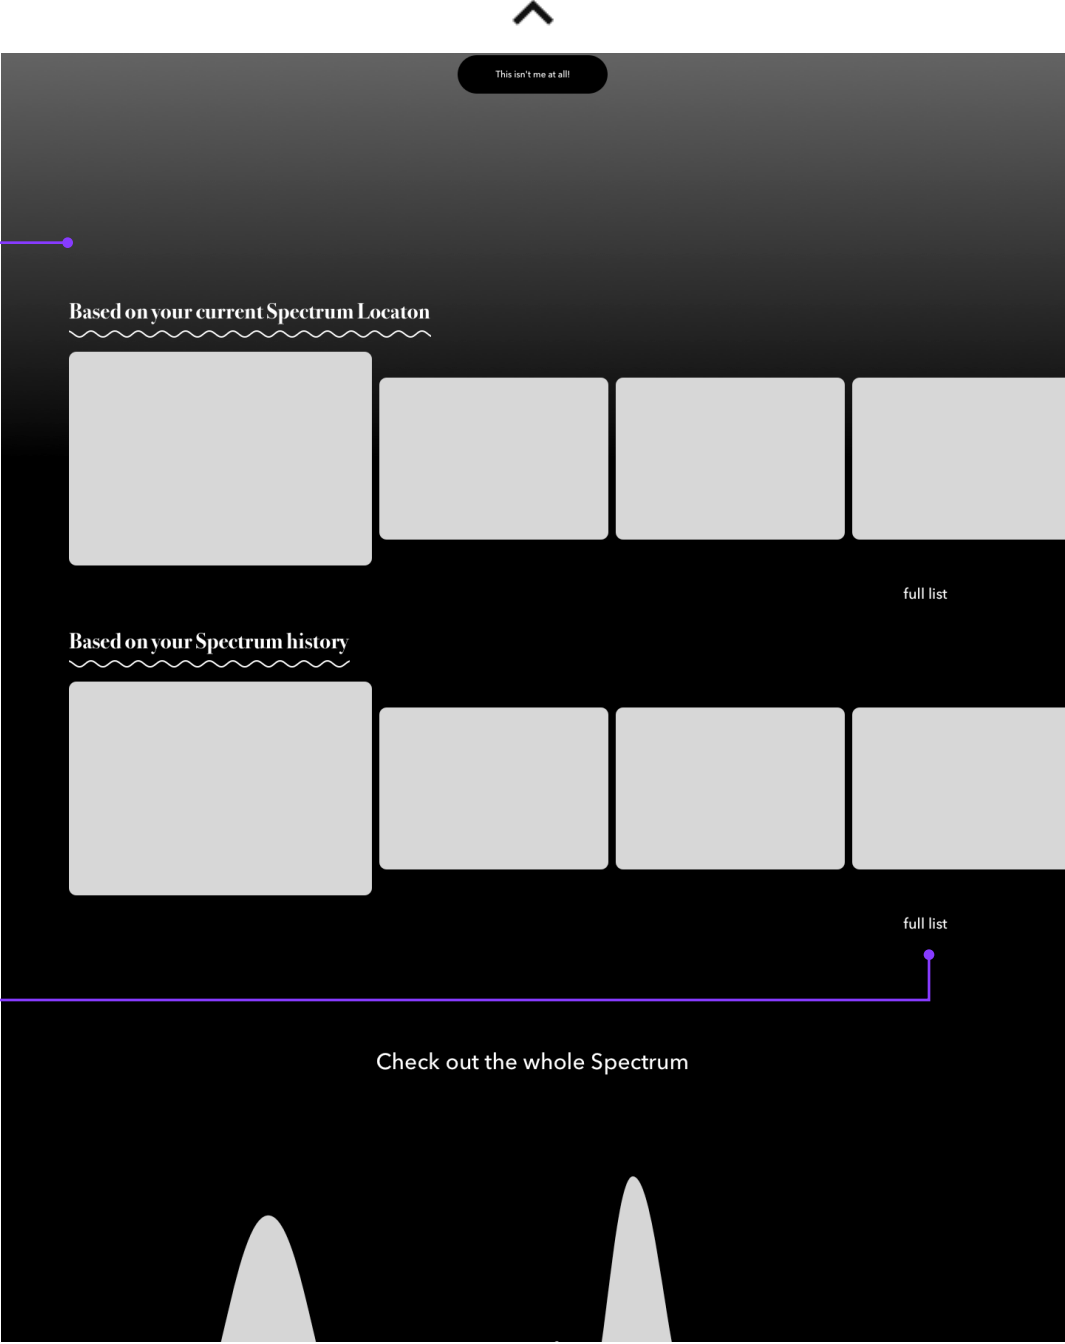 This isn't me at all!
Based on your current Spectrum Locaton
full list
Based on your Spectrum history
full list
Check out the whole Spectrum